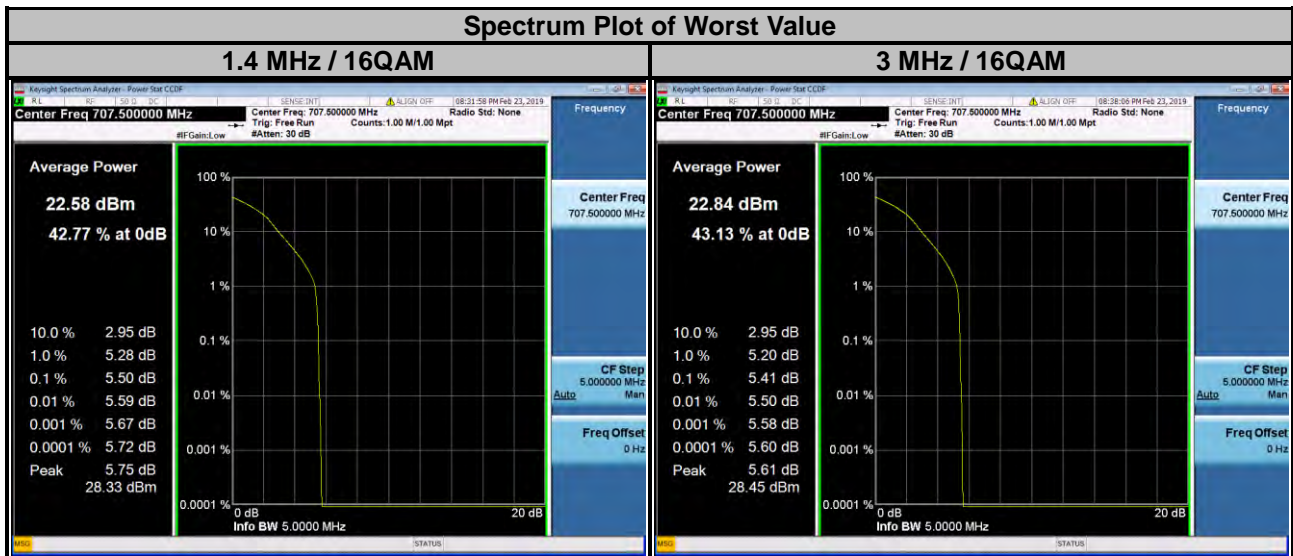 Spectrum Plot of Worst Value
1.4 MHz / 16QAM
3 MHz / 16QAM
Keysight Spectrum Analyzer - Power Stat CCDF
RL RF 50 Ω DC SENSE:INT ALIGN OFF 08:31:58 PM Feb 23, 2019
Center Freq 707.500000 MHz
Center Freq: 707.500000 MHz Radio Std: None
Trig: Free Run Counts:1.00 M/1.00 Mpt
#IFGain:Low #Atten: 30 dB
Frequency
Average Power
22.58 dBm
42.77 % at 0dB
10.0 % 2.95 dB
1.0 % 5.28 dB
0.1 % 5.50 dB
0.01 % 5.59 dB
0.001 % 5.67 dB
0.0001 % 5.72 dB
Peak 5.75 dB
28.33 dBm
100 %
10 %
1 %
0.1 %
0.01 %
0.001 %
0.0001 %
0 dB 20 dB
Info BW 5.0000 MHz
Center Freq
707.500000 MHz
CF Step
5.000000 MHz
Auto Man
Freq Offset
0 Hz
MSG STATUS
Keysight Spectrum Analyzer - Power Stat CCDF
RL RF 50 Ω DC SENSE:INT ALIGN OFF 08:38:06 PM Feb 23, 2019
Center Freq 707.500000 MHz
Center Freq: 707.500000 MHz Radio Std: None
Trig: Free Run Counts:1.00 M/1.00 Mpt
#IFGain:Low #Atten: 30 dB
Frequency
Average Power
22.84 dBm
43.13 % at 0dB
10.0 % 2.95 dB
1.0 % 5.20 dB
0.1 % 5.41 dB
0.01 % 5.50 dB
0.001 % 5.58 dB
0.0001 % 5.60 dB
Peak 5.61 dB
28.45 dBm
100 %
10 %
1 %
0.1 %
0.01 %
0.001 %
0.0001 %
0 dB 20 dB
Info BW 5.0000 MHz
Center Freq
707.500000 MHz
CF Step
5.000000 MHz
Auto Man
Freq Offset
0 Hz
MSG STATUS